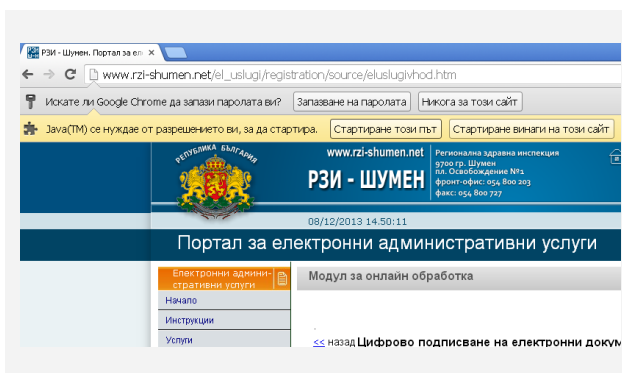 РЗИ - Шумен. Портал за ел
www.rzi-shumen.net/el_uslugi/registration/source/eluslugivhod.htm
Искате ли Google Chrome да запази паролата ви? Запазване на паролата Никога за този сайт
Java(TM) се нуждае от разрешението ви, за да стартира. Стартиране този път Стартиране винаги на този сайт
РЕПУБЛИКА БЪЛГАРИЯ
www.rzi-shumen.net
РЗИ - ШУМЕН
Регионална здравна инспекция
9700 гр. Шумен
пл. Освобождение №1
фронт-офис: 054 800 203
факс: 054 800 727
08/12/2013 14.50:11
Портал за електронни административни услуги
Електронни админи-
стративни услуги
Модул за онлайн обработка
Начало
Инструкции
Услуги
<< назад Цифрово подписване на електронни докум